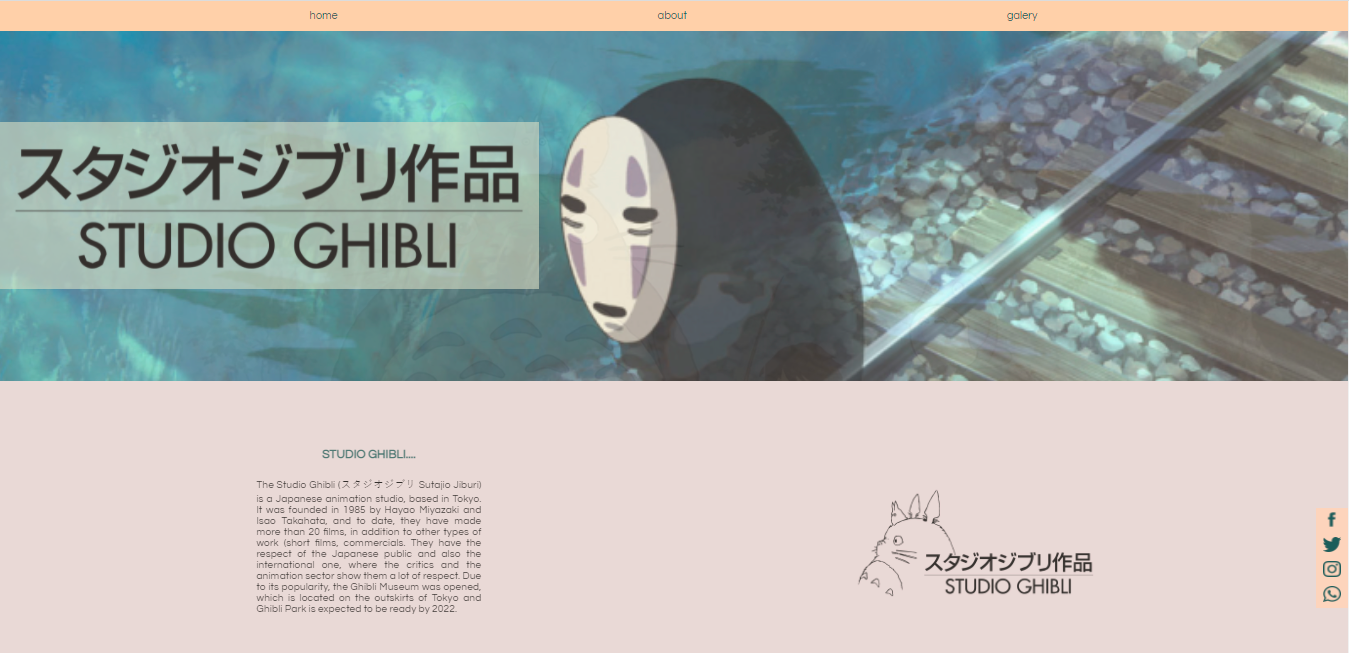 home about galery
スタジオジブリ作品
STUDIO GHIBLI
STUDIO GHIBLI....
The Studio Ghibli (スタジオジブリ Sutajio Jiburi)
is a Japanese animation studio, based in Tokyo.
It was founded in 1985 by Hayao Miyazaki and
Isao Takahata, and to date, they have made
more than 20 films, in addition to other types of
work (short films, commercials. They have the
respect of the Japanese public and also the
international one, where the critics and the
animation sector show them a lot of respect. Due
to its popularity, the Ghibli Museum was opened,
which is located on the outskirts of Tokyo and
Ghibli Park is expected to be ready by 2022.
スタジオジブリ作品
STUDIO GHIBLI